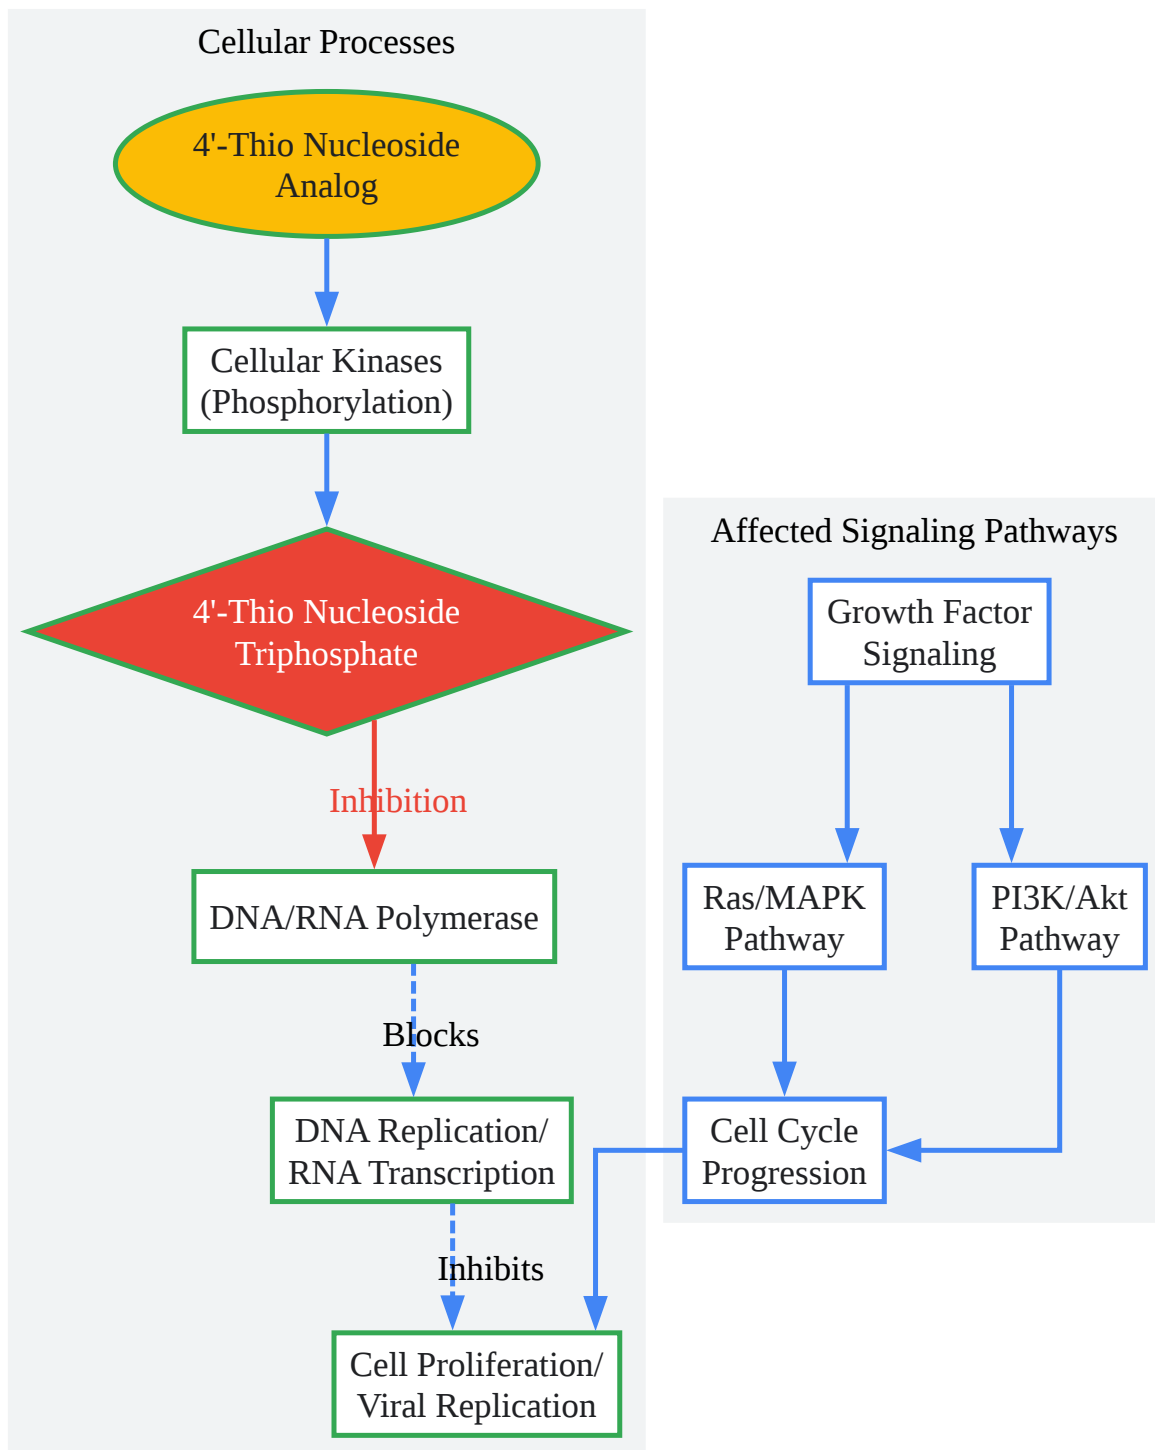 Cellular Processes
4'-Thio Nucleoside
Analog
Cellular Kinases
(Phosphorylation)
4'-Thio Nucleoside
Triphosphate
Inhibition
DNA/RNA Polymerase
Blocks
DNA Replication/
RNA Transcription
Inhibits
Cell Proliferation/
Viral Replication
Affected Signaling Pathways
Growth Factor
Signaling
Ras/MAPK
Pathway
PI3K/Akt
Pathway
Cell Cycle
Progression